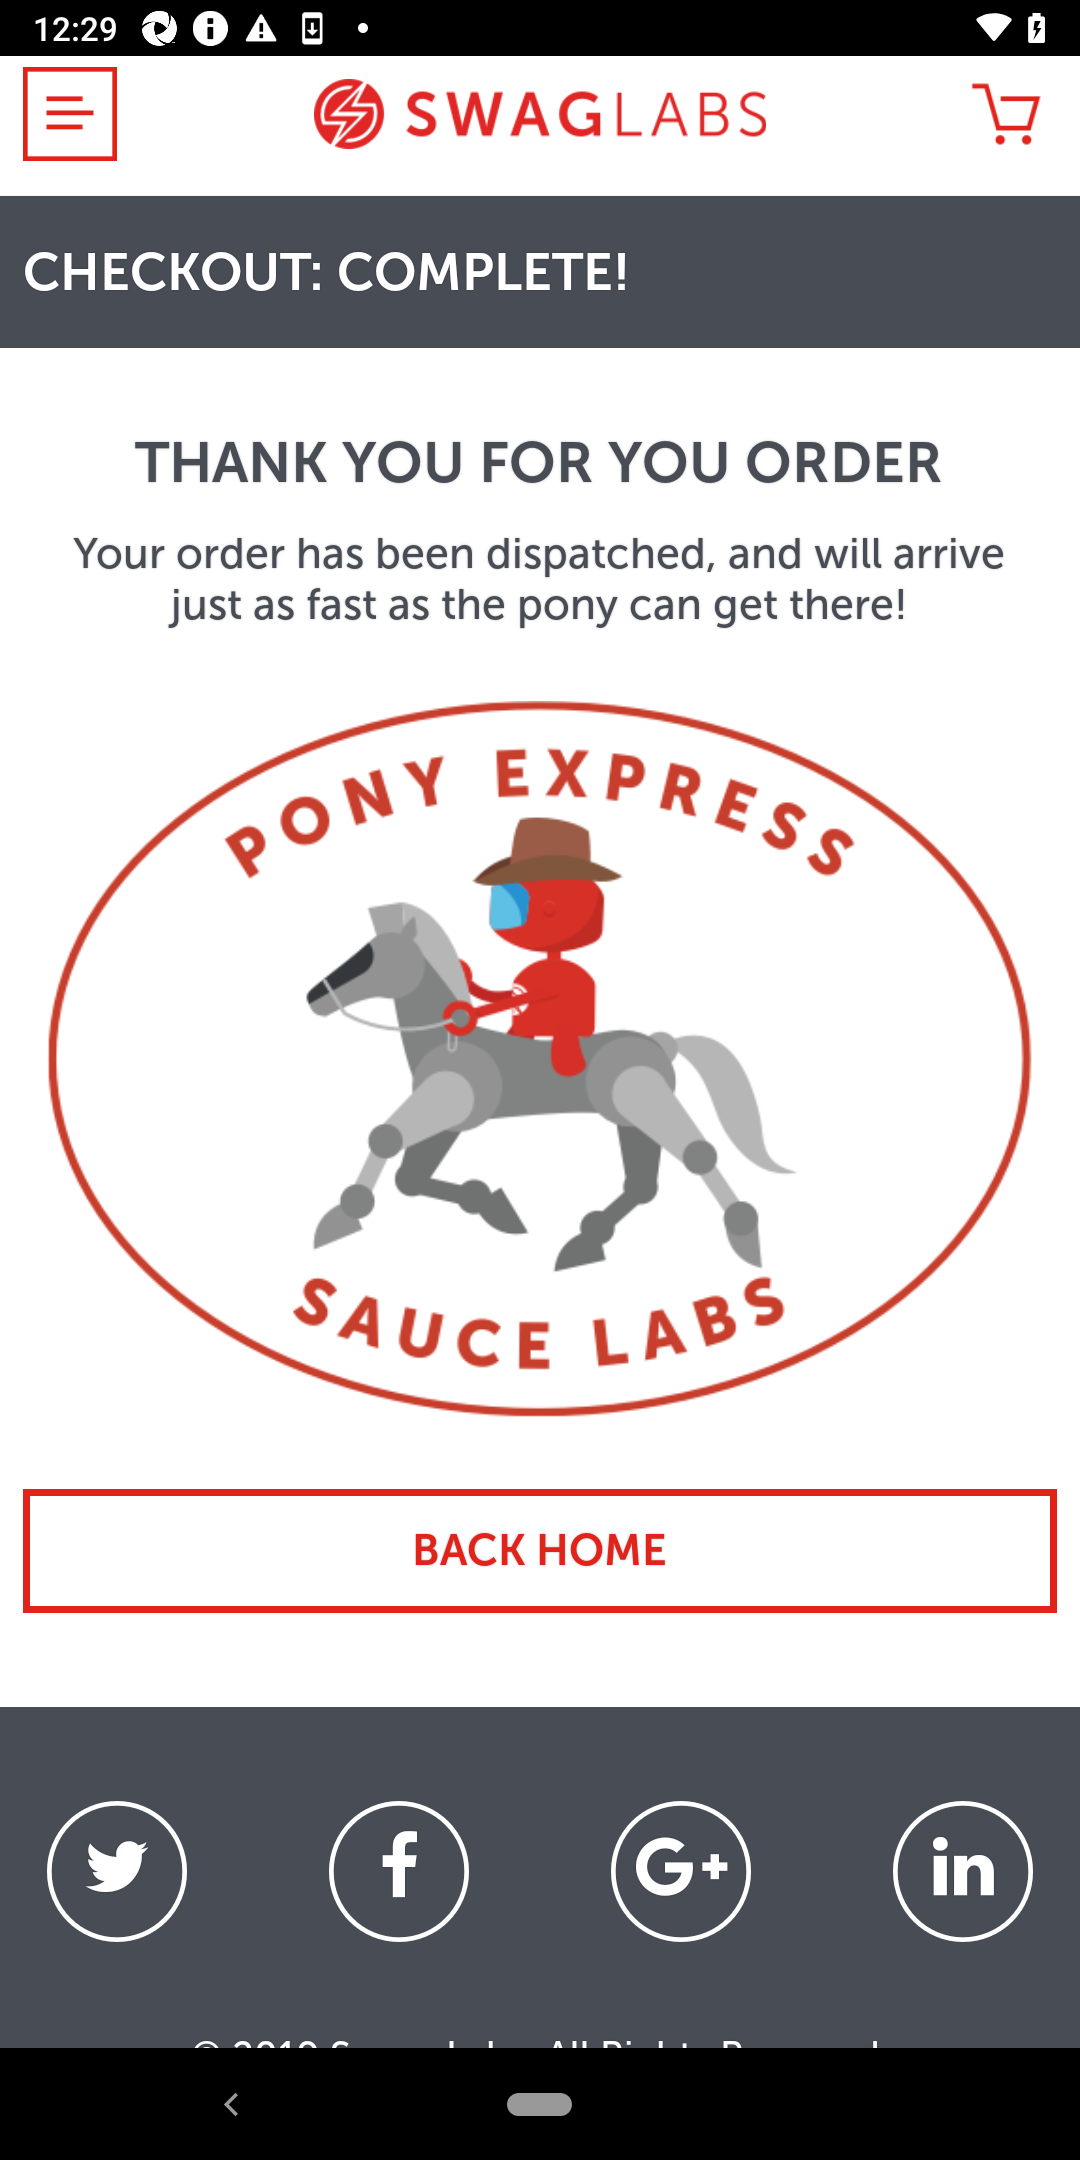 12:29
SWAGLABS
CHECKOUT: COMPLETE!
THANK YOU FOR YOU ORDER
Your order has been dispatched, and will arrive
just as fast as the pony can get there!
PONY EXPRESS
SAUCE LABS
BACK HOME
f
G+
in